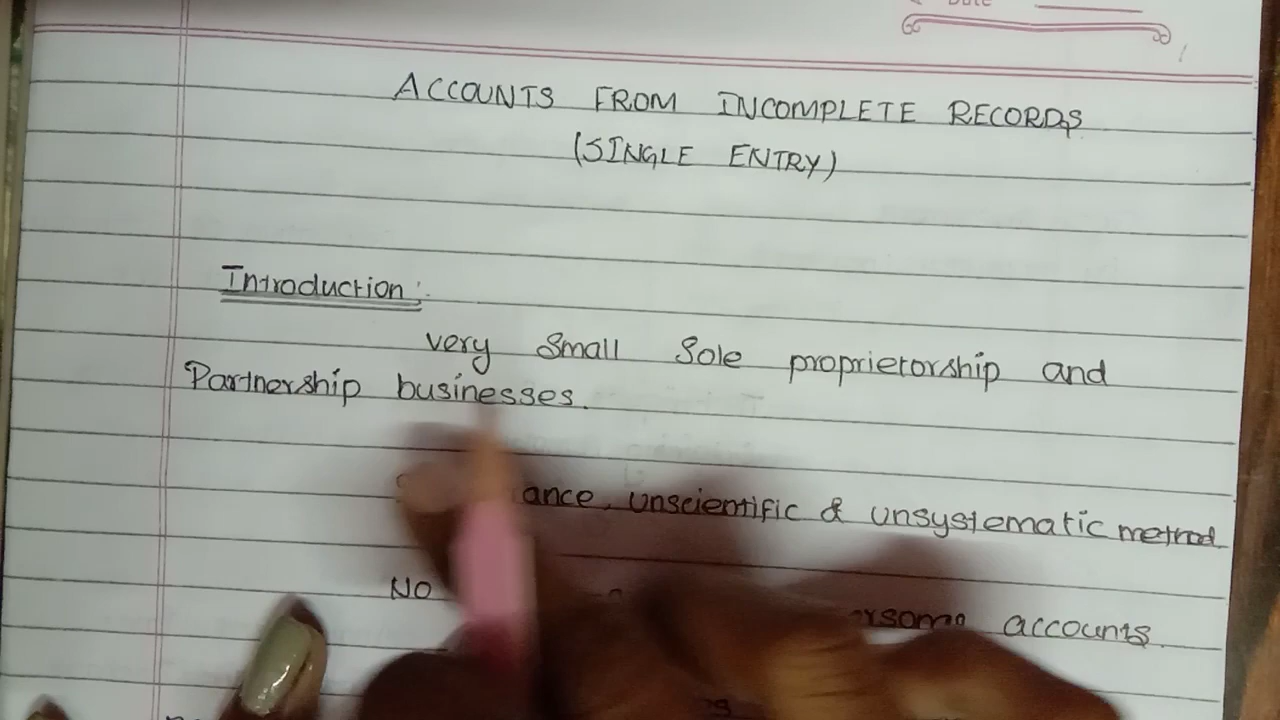 Date
ACCOUNTS FROM INCOMPLETE RECORDS
(SINGLE ENTRY)
Introduction:
very small Sole proprietorship and
Partnership businesses.
unscientific & unsystematic method
No accounts.